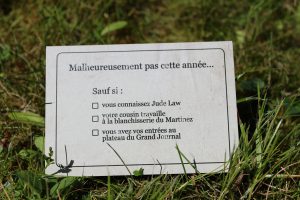 Malheureusement pas cette année...
Sauf si :
vous connaissez Jude Law
votre cousin travaille
à la blanchisserie du Martinez
vous avez vos entrées au
plateau du Grand Journal